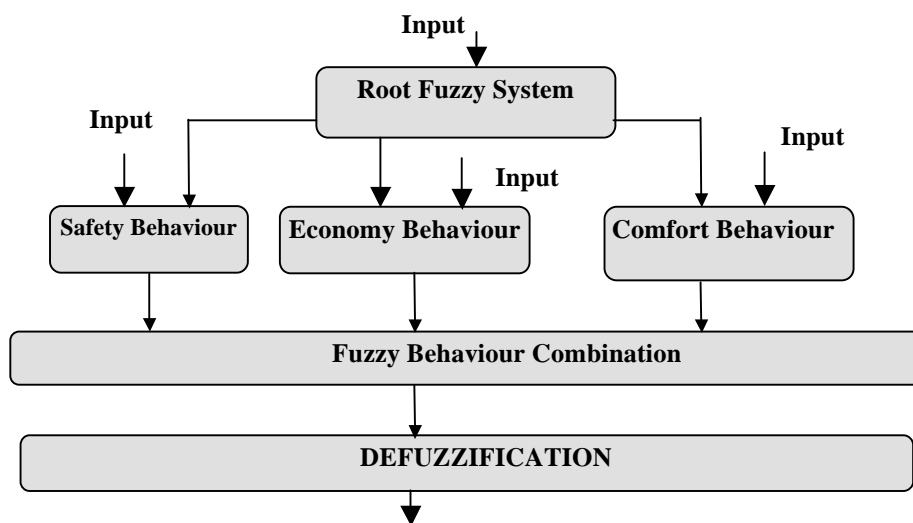 Input
Root Fuzzy System
Input
Input
Input
Safety Behaviour
Economy Behaviour
Comfort Behaviour
Fuzzy Behaviour Combination
DEFUZZIFICATION